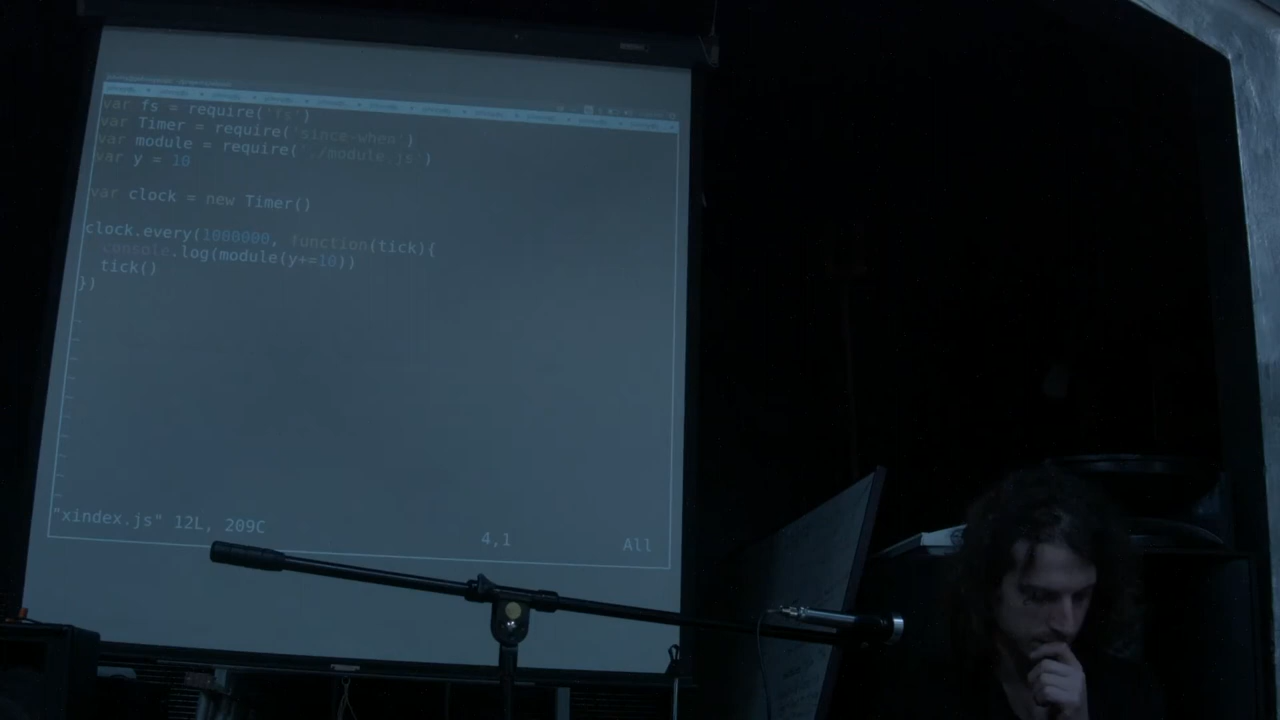 var fs = require('fs')
var Timer = require('since-when')
var module = require('./module.js')
var y = 10
var clock = new Timer()
clock.every(1000000, function(tick){
console.log(module(y+=10))
tick()
})
~
~
~
~
~
~
~
~
~
~
"xindex.js" 12L, 209C 4,1 All